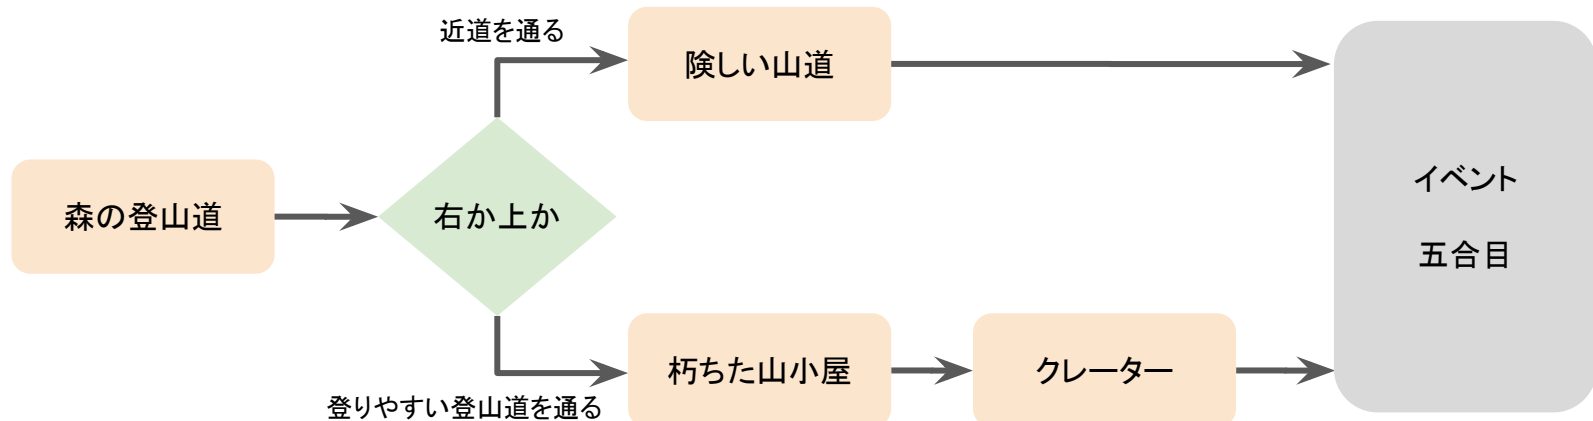 近道を通る
険しい山道
森の登山道
右か上か
イベント
五合目
朽ちた山小屋
クレーター
登りやすい登山道を通る